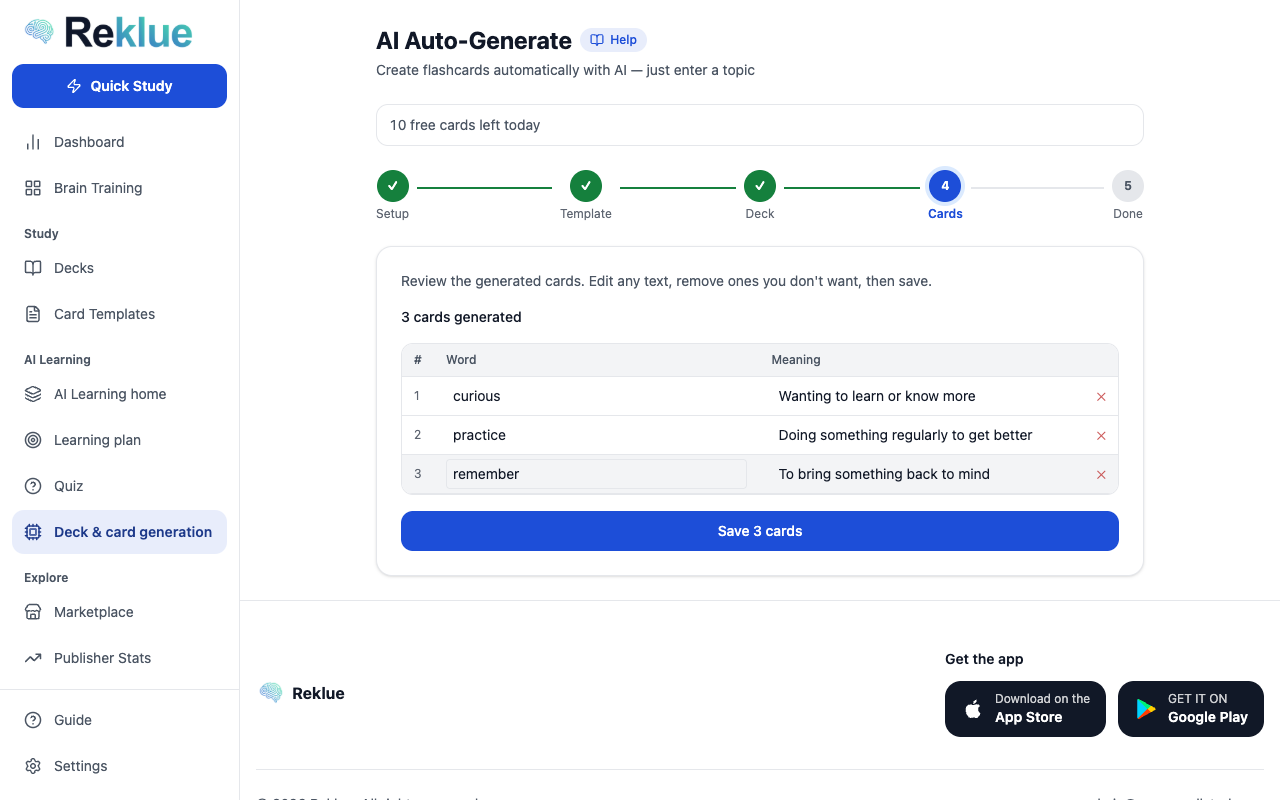 Reklue
Quick Study
Dashboard
Brain Training
Study
Decks
Card Templates
AI Learning
AI Learning home
Learning plan
Quiz
Deck & card generation
Explore
Marketplace
Publisher Stats
Guide
Settings
AI Auto-Generate
Help
Create flashcards automatically with AI — just enter a topic
10 free cards left today
Setup
Template
Deck
4
Cards
5
Done
Review the generated cards. Edit any text, remove ones you don't want, then save.
3 cards generated
# Word Meaning
1 curious Wanting to learn or know more
2 practice Doing something regularly to get better
3 remember To bring something back to mind
Save 3 cards
Reklue
Get the app
Download on the
App Store
GET IT ON
Google Play